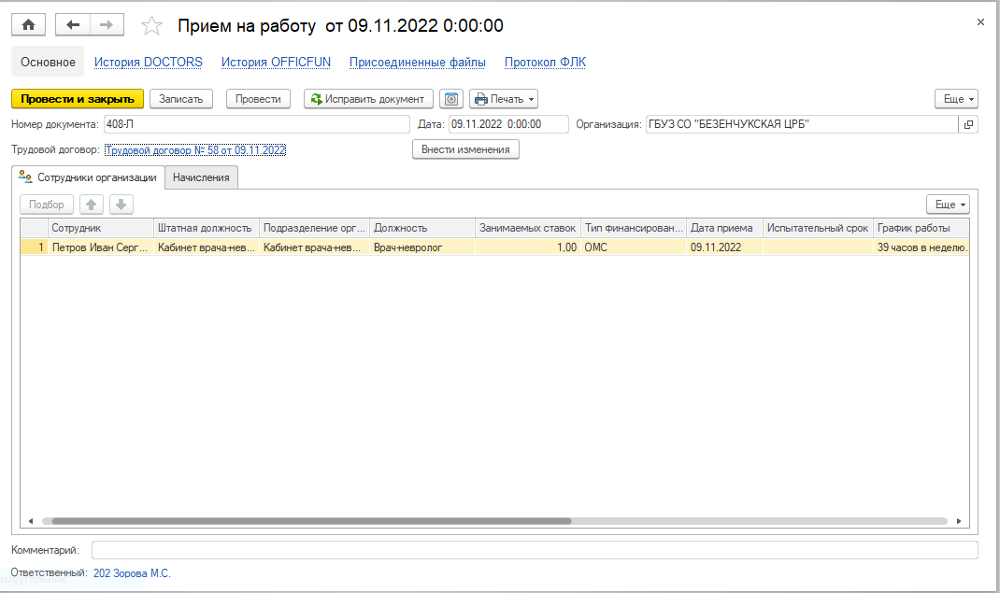 Прием на работу от 09.11.2022 0:00:00
Основное История DOCTORS История OFFICFUN Присоединенные файлы Протокол ФЛК
Провести и закрыть Записать Провести Исправить документ Печать Еще
Номер документа: 408-Л Дата: 09.11.2022 0:00:00 Организация: ГБУЗ СО "БЕЗЕНЧУКСКАЯ ЦРБ"
Трудовой договор: Трудовой договор № 58 от 09.11.2022 Внести изменения
Сотрудники организации Начисления
Подбор Еще
Сотрудник Штатная должность Подразделение орг... Должность Занимаемых ставок Тип финансирован... Дата приема Испытательный срок График работы
1 Петров Иван Серг... Кабинет врача-нев... Кабинет врача-нев... Врач-невролог 1,00 ОМС 09.11.2022 39 часов в неделю.
Комментарий:
Ответственный: 202 Зорова М.С.